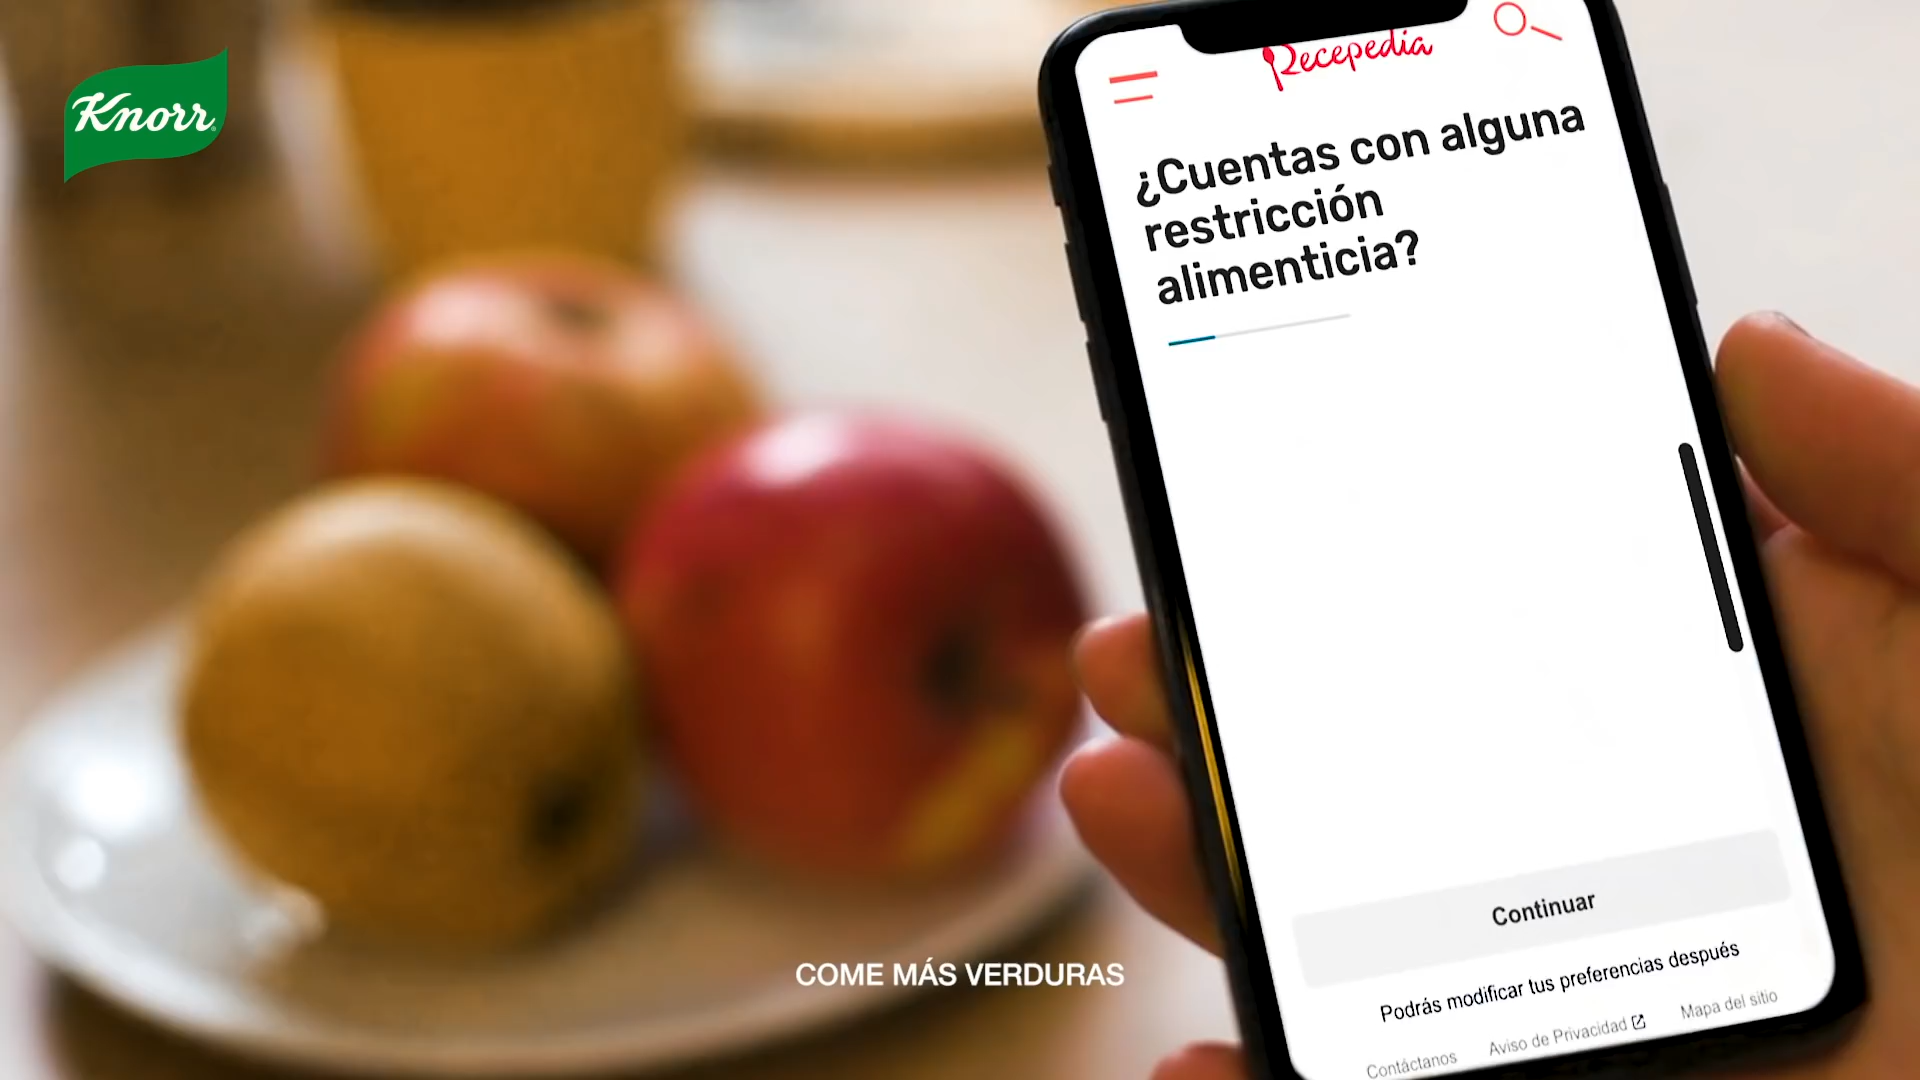 Knorr
Recepedia
¿Cuentas con alguna
restricción
alimenticia?
Continuar
Podrás modificar tus preferencias después
Contáctanos Aviso de Privacidad Mapa del sitio
COME MÁS VERDURAS